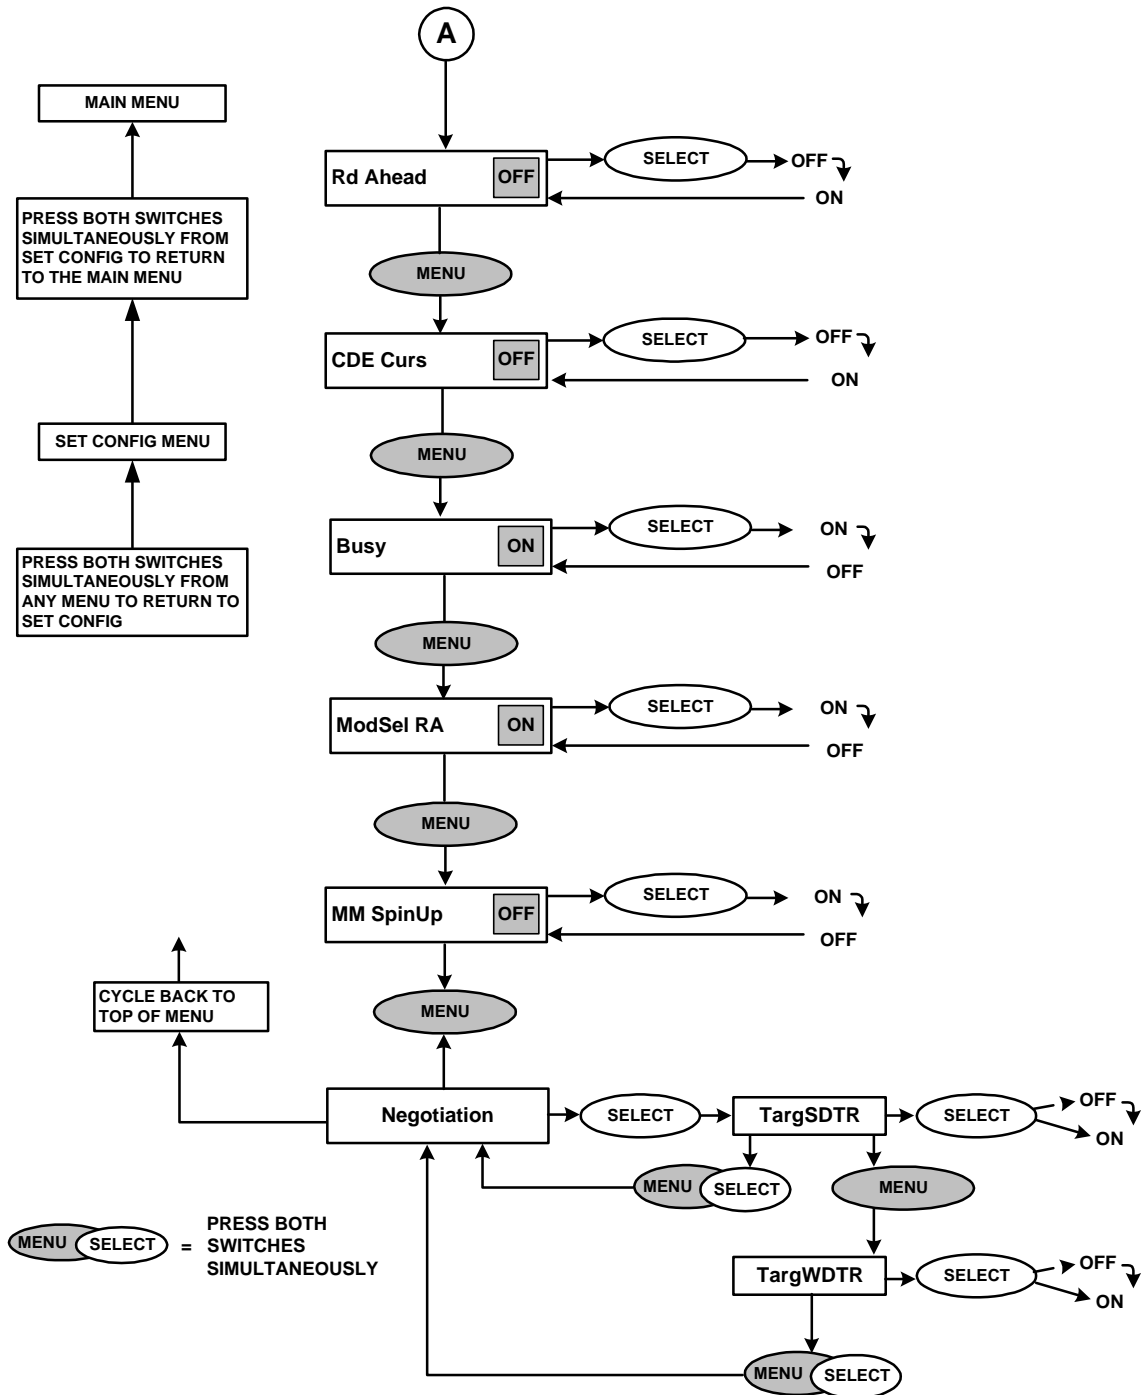 A
MAIN MENU
PRESS BOTH SWITCHES
SIMULTANEOUSLY FROM
SET CONFIG TO RETURN
TO THE MAIN MENU
SET CONFIG MENU
PRESS BOTH SWITCHES
SIMULTANEOUSLY FROM
ANY MENU TO RETURN TO
SET CONFIG
Rd Ahead OFF SELECT OFF
ON
MENU
CDE Curs OFF SELECT OFF
ON
MENU
Busy ON SELECT ON
OFF
MENU
ModSel RA ON SELECT ON
OFF
MENU
MM SpinUp OFF SELECT ON
OFF
MENU
CYCLE BACK TO
TOP OF MENU
Negotiation SELECT TargSDTR SELECT OFF
ON
MENU SELECT MENU
TargWDTR SELECT OFF
ON
MENU SELECT
MENU SELECT = PRESS BOTH
SWITCHES
SIMULTANEOUSLY